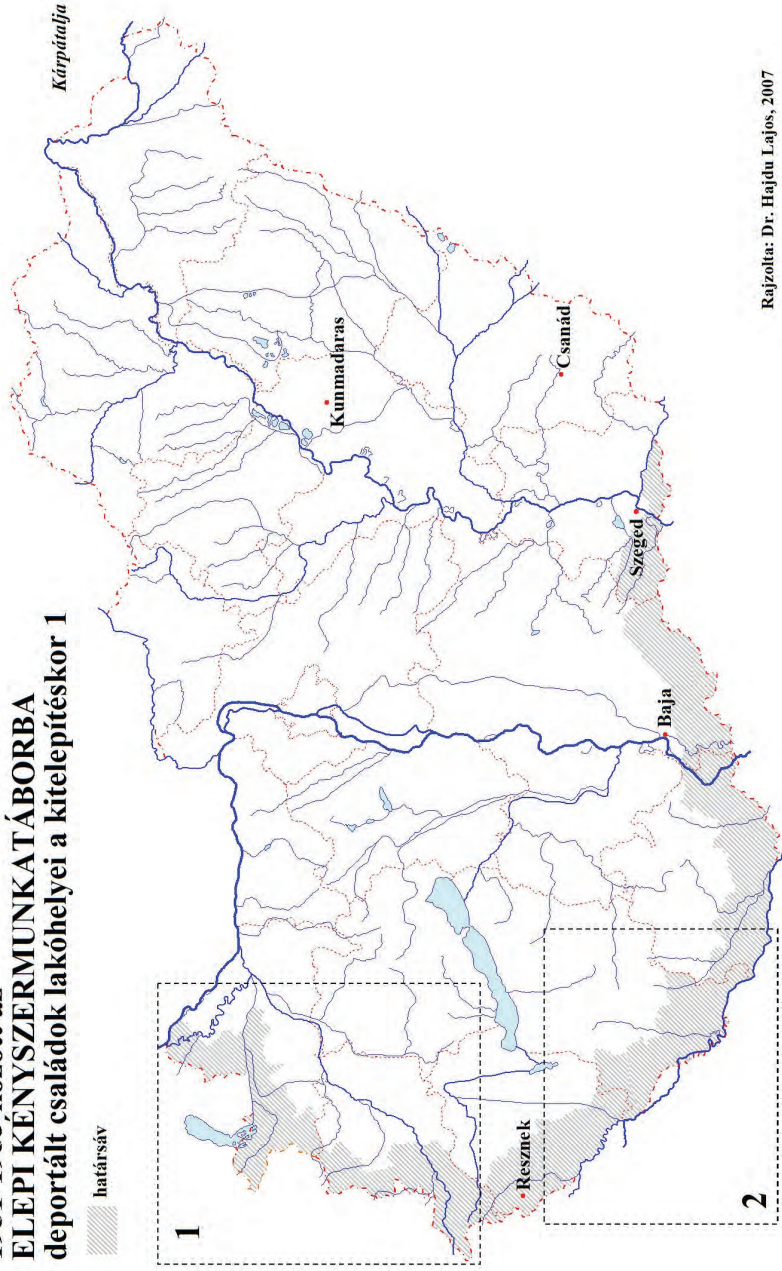 ELEPI KÉNYSZERMUNKATÁBORBA
deportált családok lakóhelyei a kitelepítéskor 1
határsáv
Kárpátalja
Kunmadaras
Csanád
Szeged
Baja
Resznek
1
2
Rajzolta: Dr. Hajdu Lajos, 2007